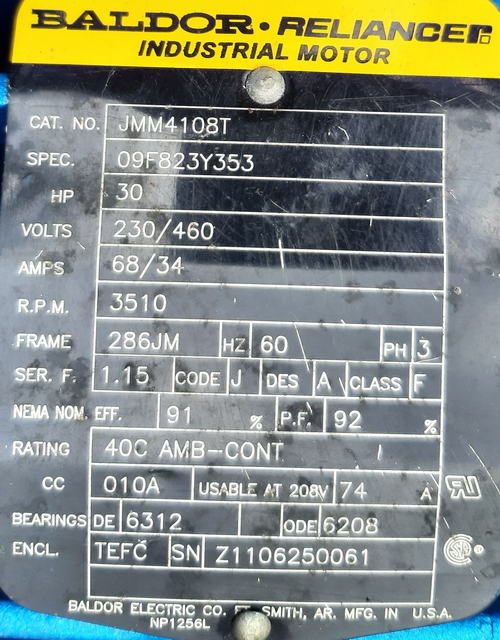 BALDOR • RELIANCER
INDUSTRIAL MOTOR
CAT. NO. JMM4108T
SPEC. 09F823Y353
HP 30
VOLTS 230/460
AMPS 68/34
R.P.M. 3510
FRAME 286JM HZ 60 PH 3
SER. F. 1.15 CODE J DES A CLASS F
NEMA NOM. EFF. 91 % P.F. 92 %
RATING 40C AMB-CONT
CC 010A USABLE AT 208V 74 A
BEARINGS DE 6312 ODE 6208
ENCL. TEFC SN Z1106250061
BALDOR ELECTRIC CO. FT. SMITH, AR. MFG. IN U.S.A.
NP1256L